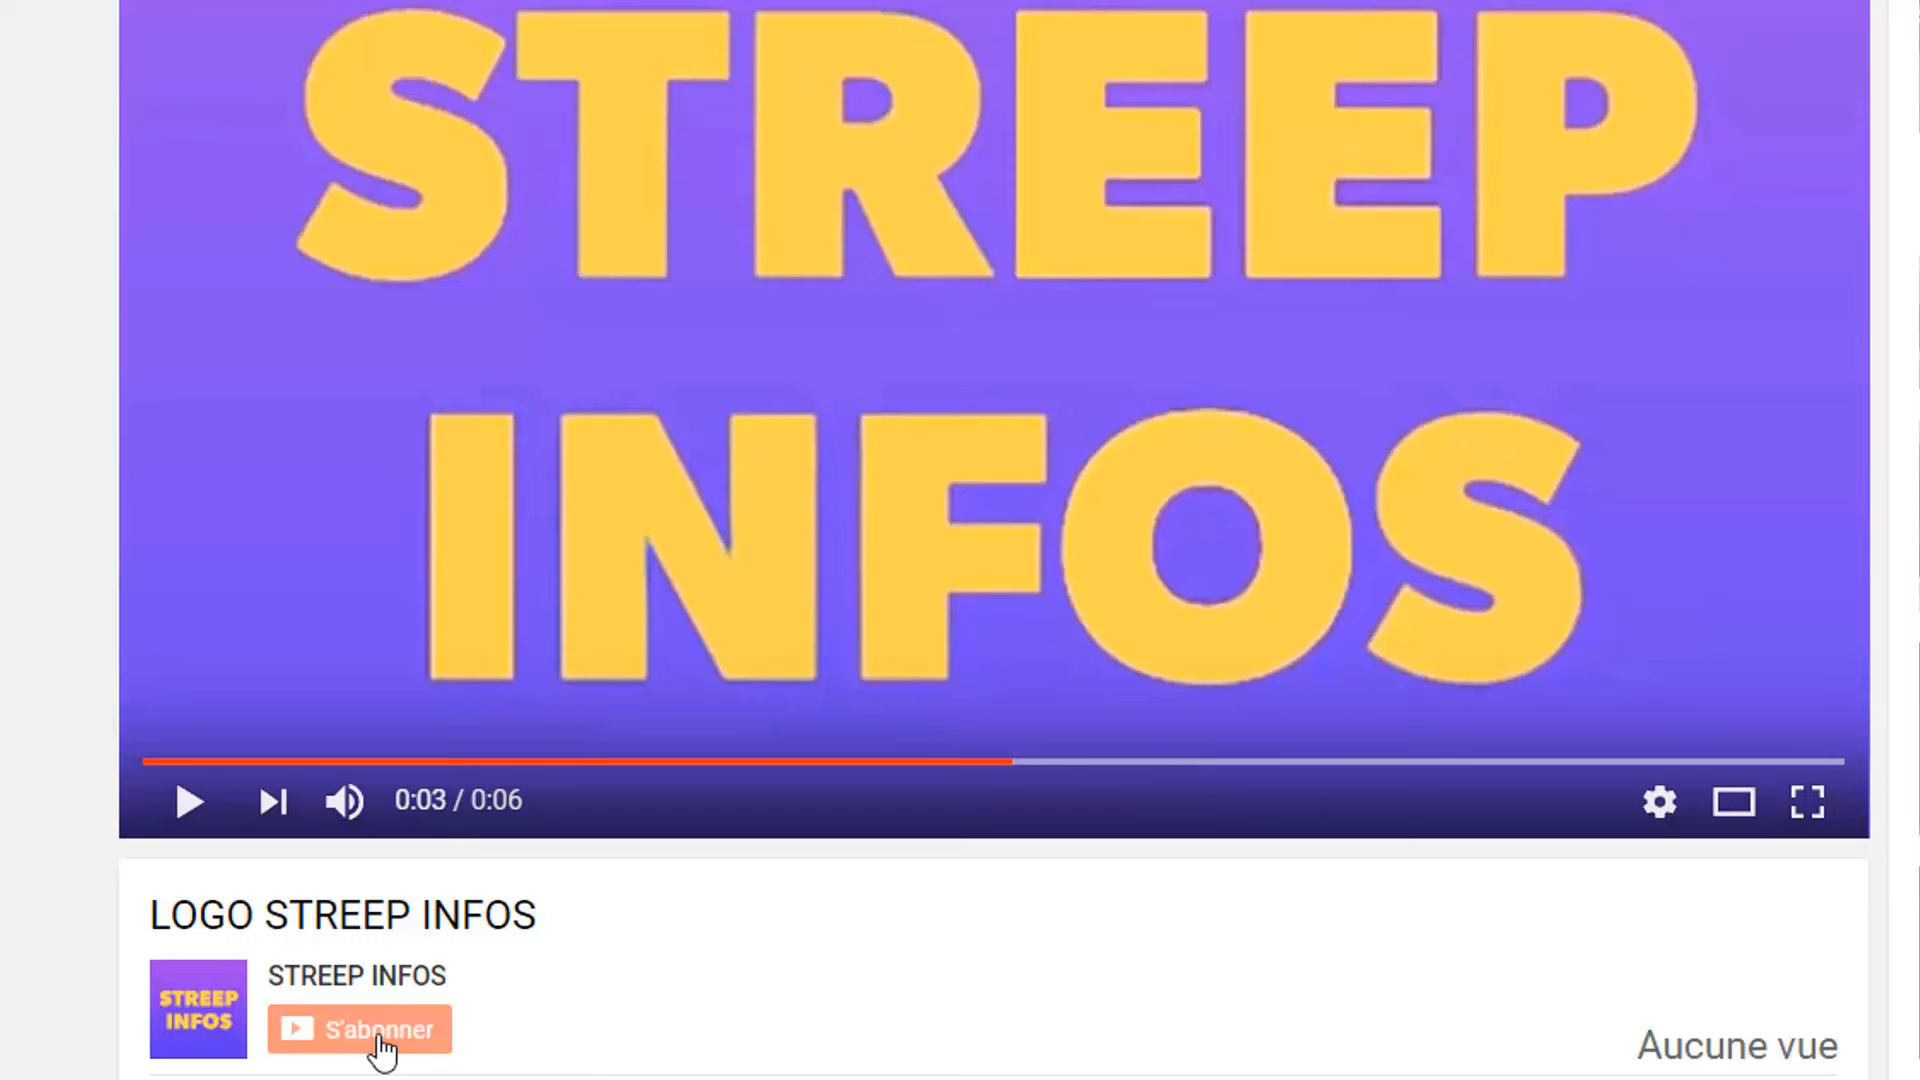 STREEP
INFOS
0:03 / 0:06
LOGO STREEP INFOS
STREEP INFOS
STREEP
INFOS
S'abonner
Aucune vue